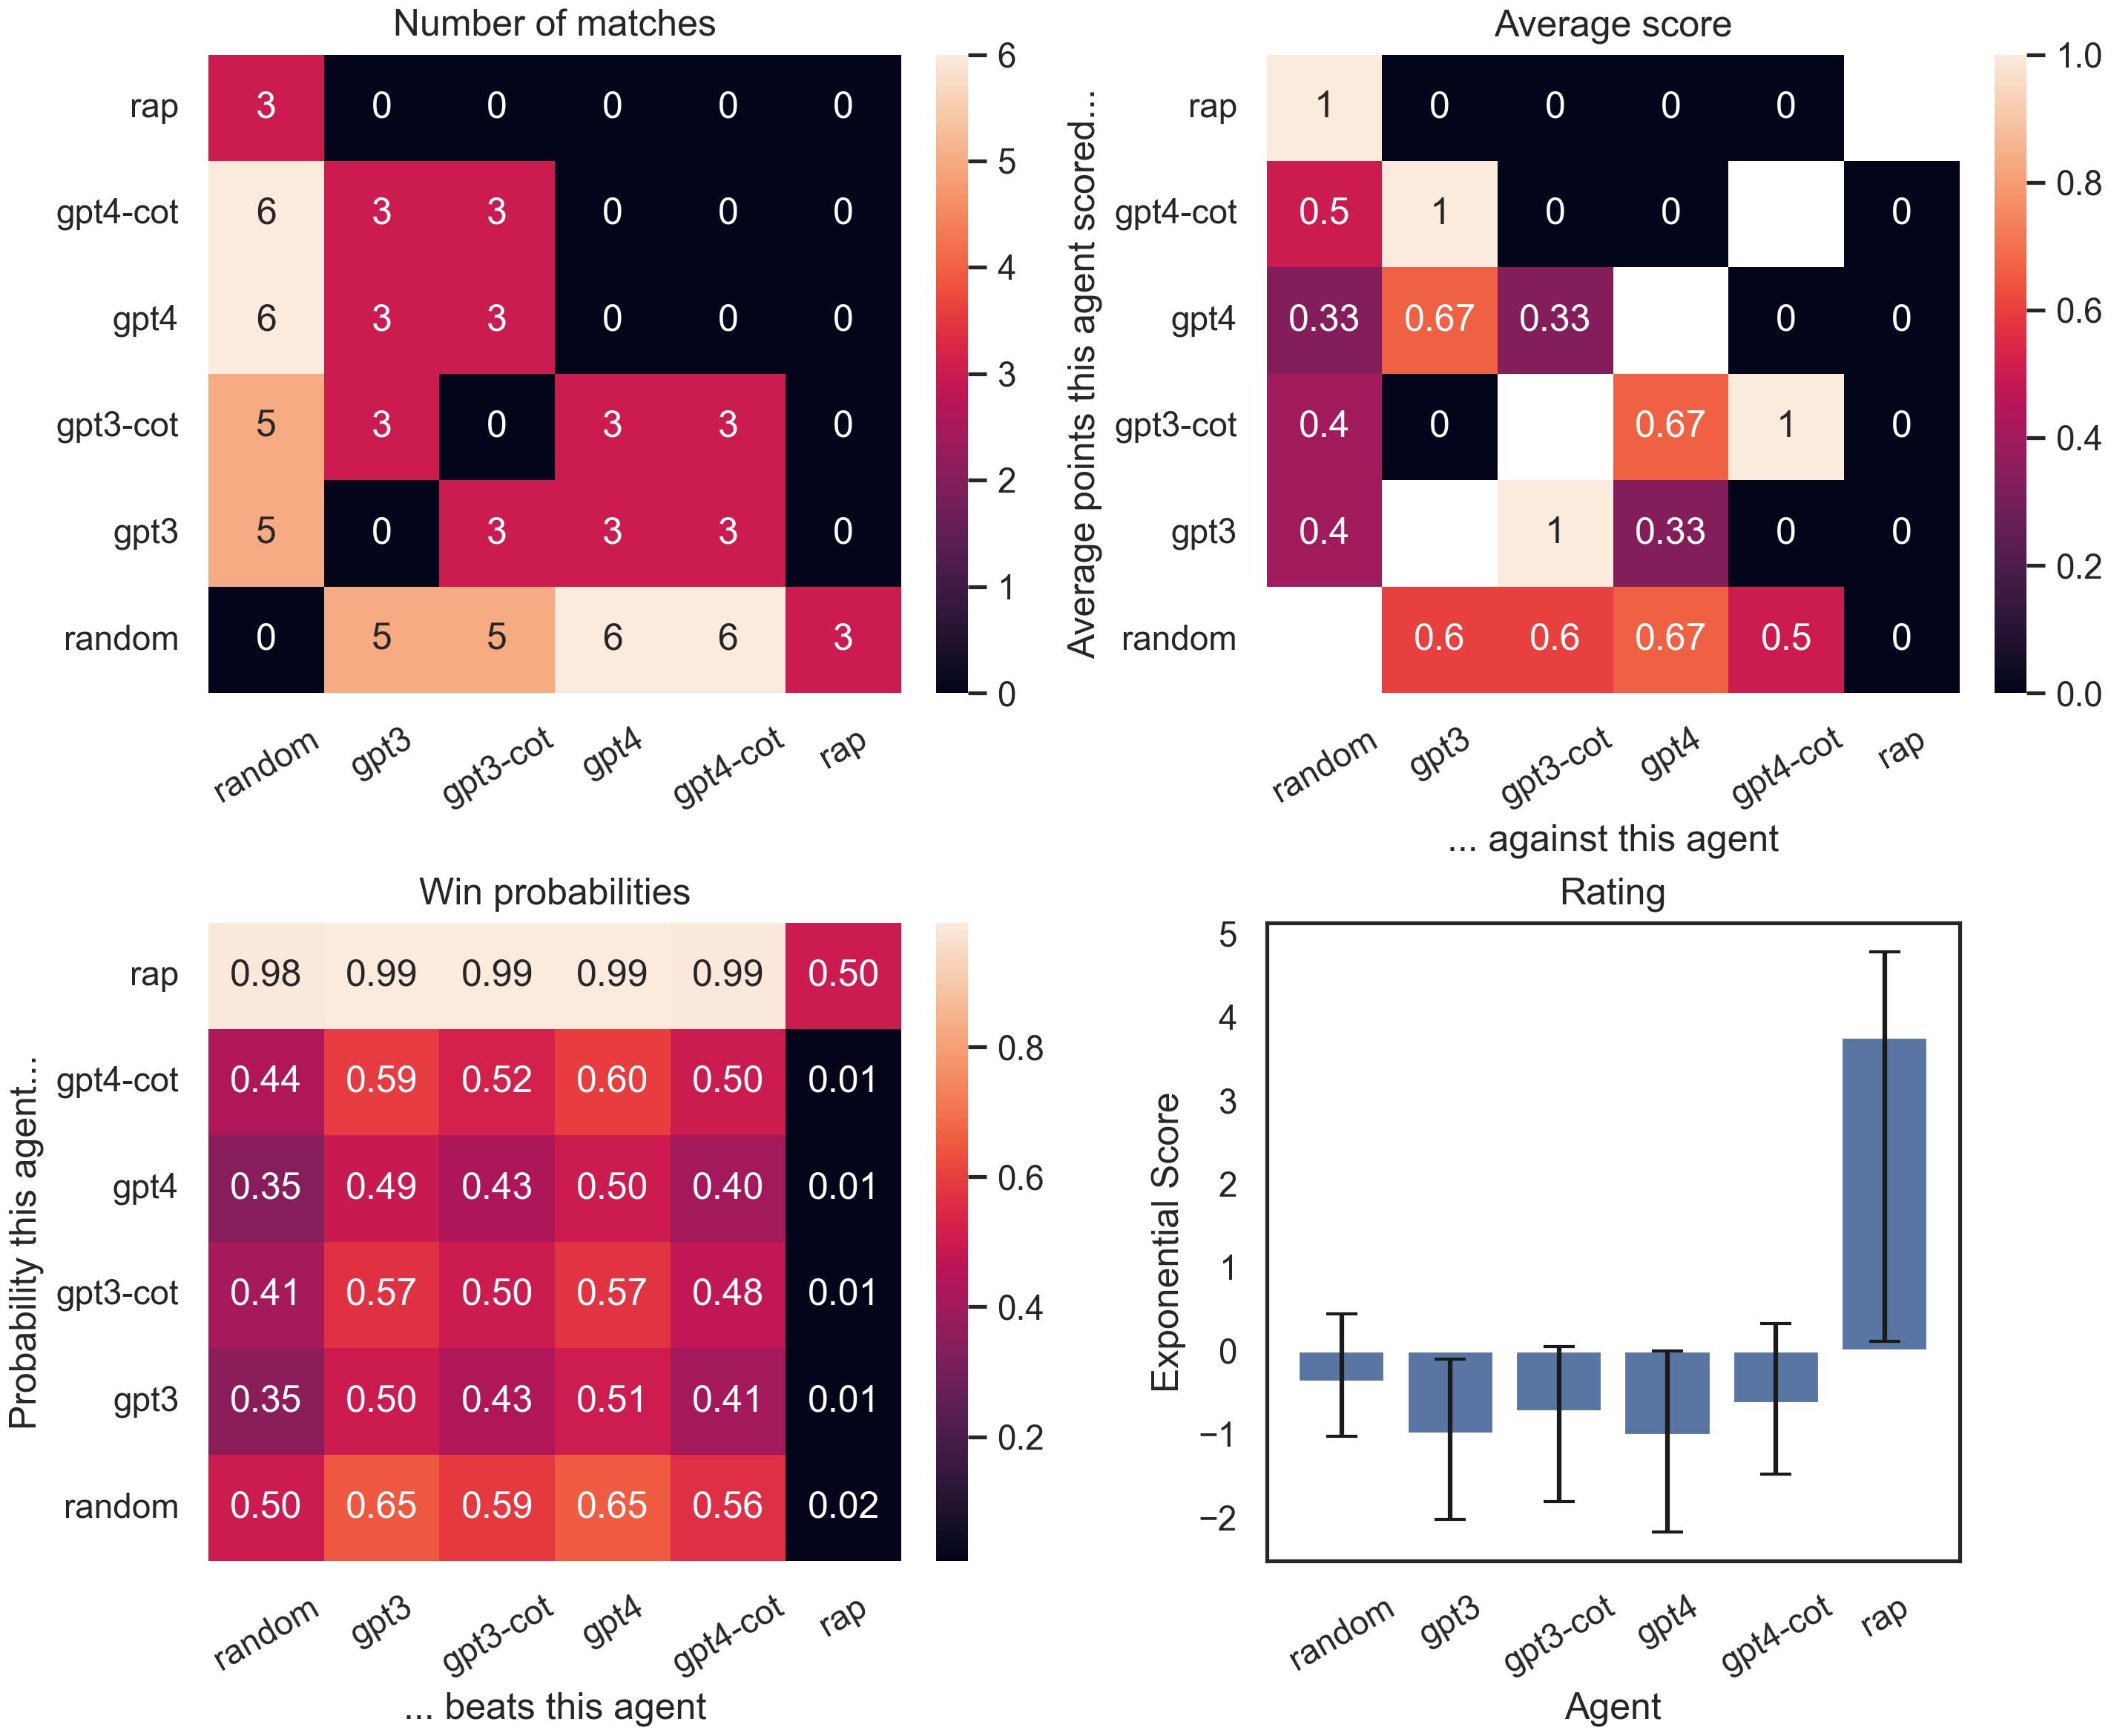 Number of matches
rap 3 0 0 0 0 0
gpt4-cot 6 3 3 0 0 0
gpt4 6 3 3 0 0 0
gpt3-cot 5 3 0 3 3 0
gpt3 5 0 3 3 3 0
random 0 5 5 6 6 3
random gpt3 gpt3-cot gpt4 gpt4-cot rap
6
5
4
3
2
1
0
Average score
Average points this agent scored...
rap 1 0 0 0 0
gpt4-cot 0.5 1 0 0 0
gpt4 0.33 0.67 0.33 0 0
gpt3-cot 0.4 0 0.67 1 0
gpt3 0.4 1 0.33 0 0
random 0.6 0.6 0.67 0.5 0
random gpt3 gpt3-cot gpt4 gpt4-cot rap
... against this agent
1.0
0.8
0.6
0.4
0.2
0.0
Win probabilities
Probability this agent...
rap 0.98 0.99 0.99 0.99 0.99 0.50
gpt4-cot 0.44 0.59 0.52 0.60 0.50 0.01
gpt4 0.35 0.49 0.43 0.50 0.40 0.01
gpt3-cot 0.41 0.57 0.50 0.57 0.48 0.01
gpt3 0.35 0.50 0.43 0.51 0.41 0.01
random 0.50 0.65 0.59 0.65 0.56 0.02
random gpt3 gpt3-cot gpt4 gpt4-cot rap
... beats this agent
0.8
0.6
0.4
0.2
Rating
Exponential Score
5
4
3
2
1
0
−1
−2
random gpt3 gpt3-cot gpt4 gpt4-cot rap
Agent